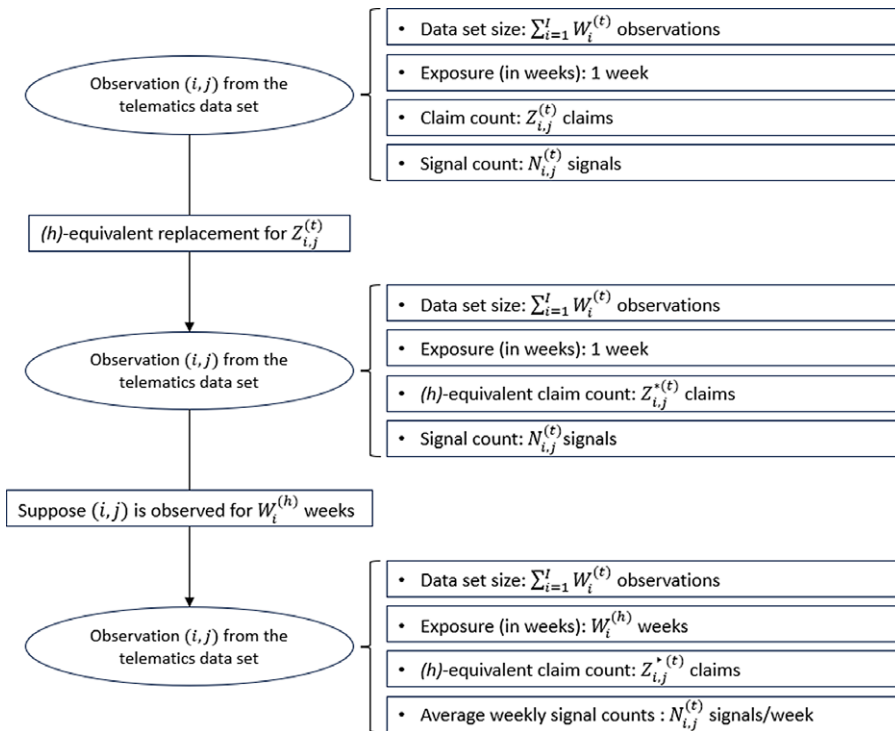 Observation (i, j) from the
telematics data set
• Data set size: ∑_{i=1}^{I} W_i^{(t)} observations
• Exposure (in weeks): 1 week
• Claim count: Z_{i,j}^{(t)} claims
• Signal count: N_{i,j}^{(t)} signals
(h)-equivalent replacement for Z_{i,j}^{(t)}
Observation (i, j) from the
telematics data set
• Data set size: ∑_{i=1}^{I} W_i^{(t)} observations
• Exposure (in weeks): 1 week
• (h)-equivalent claim count: Z_{i,j}^{*(t)} claims
• Signal count: N_{i,j}^{(t)} signals
Suppose (i, j) is observed for W_i^{(h)} weeks
Observation (i, j) from the
telematics data set
• Data set size: ∑_{i=1}^{I} W_i^{(t)} observations
• Exposure (in weeks): W_i^{(h)} weeks
• (h)-equivalent claim count: Z_{i,j}^{‣(t)} claims
• Average weekly signal counts : N_{i,j}^{(t)} signals/week